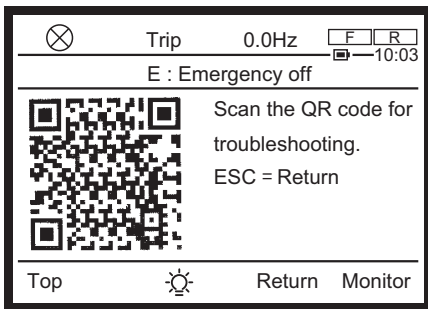 Trip 0.0Hz F R
10:03
E : Emergency off
Scan the QR code for
troubleshooting.
ESC = Return
Top Return Monitor